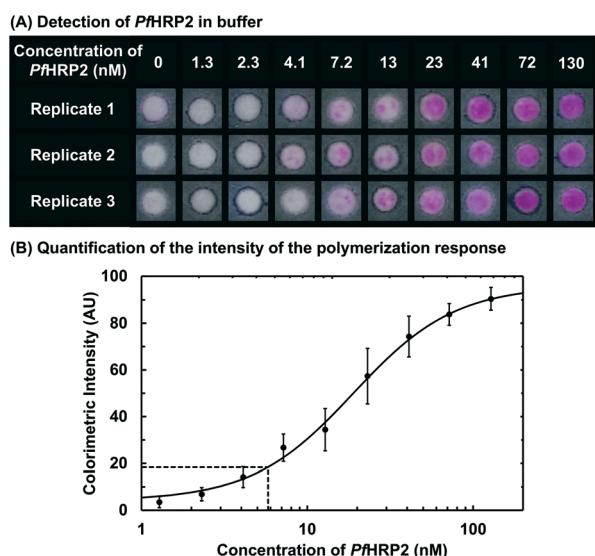 (A) Detection of PfHRP2 in buffer
Concentration of PfHRP2 (nM) 0 1.3 2.3 4.1 7.2 13 23 41 72 130
Replicate 1
Replicate 2
Replicate 3
(B) Quantification of the intensity of the polymerization response
100
80
60
40
20
0
Colorimetric Intensity (AU)
1 10 100
Concentration of PfHRP2 (nM)